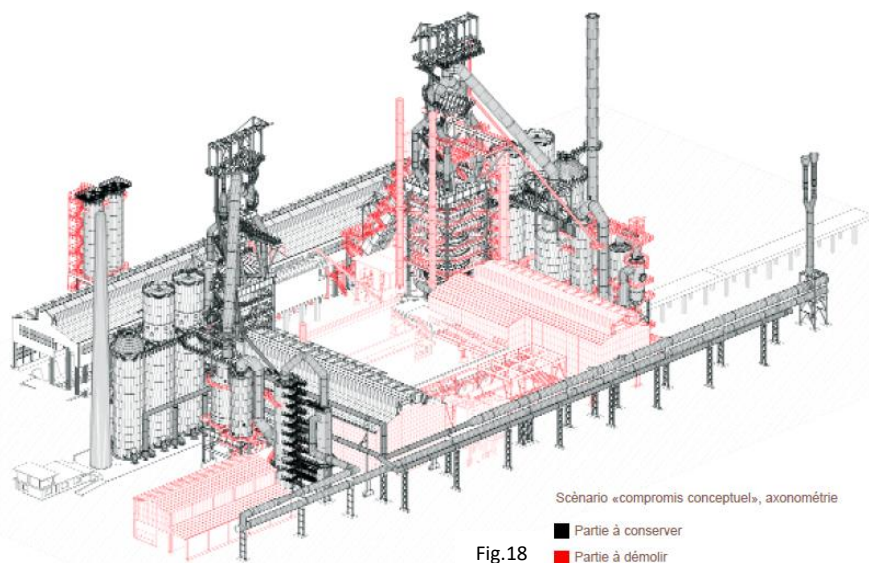 Scènario «compromis conceptuel», axonométrie
Partie à conserver
Fig.18
Partie à démolir